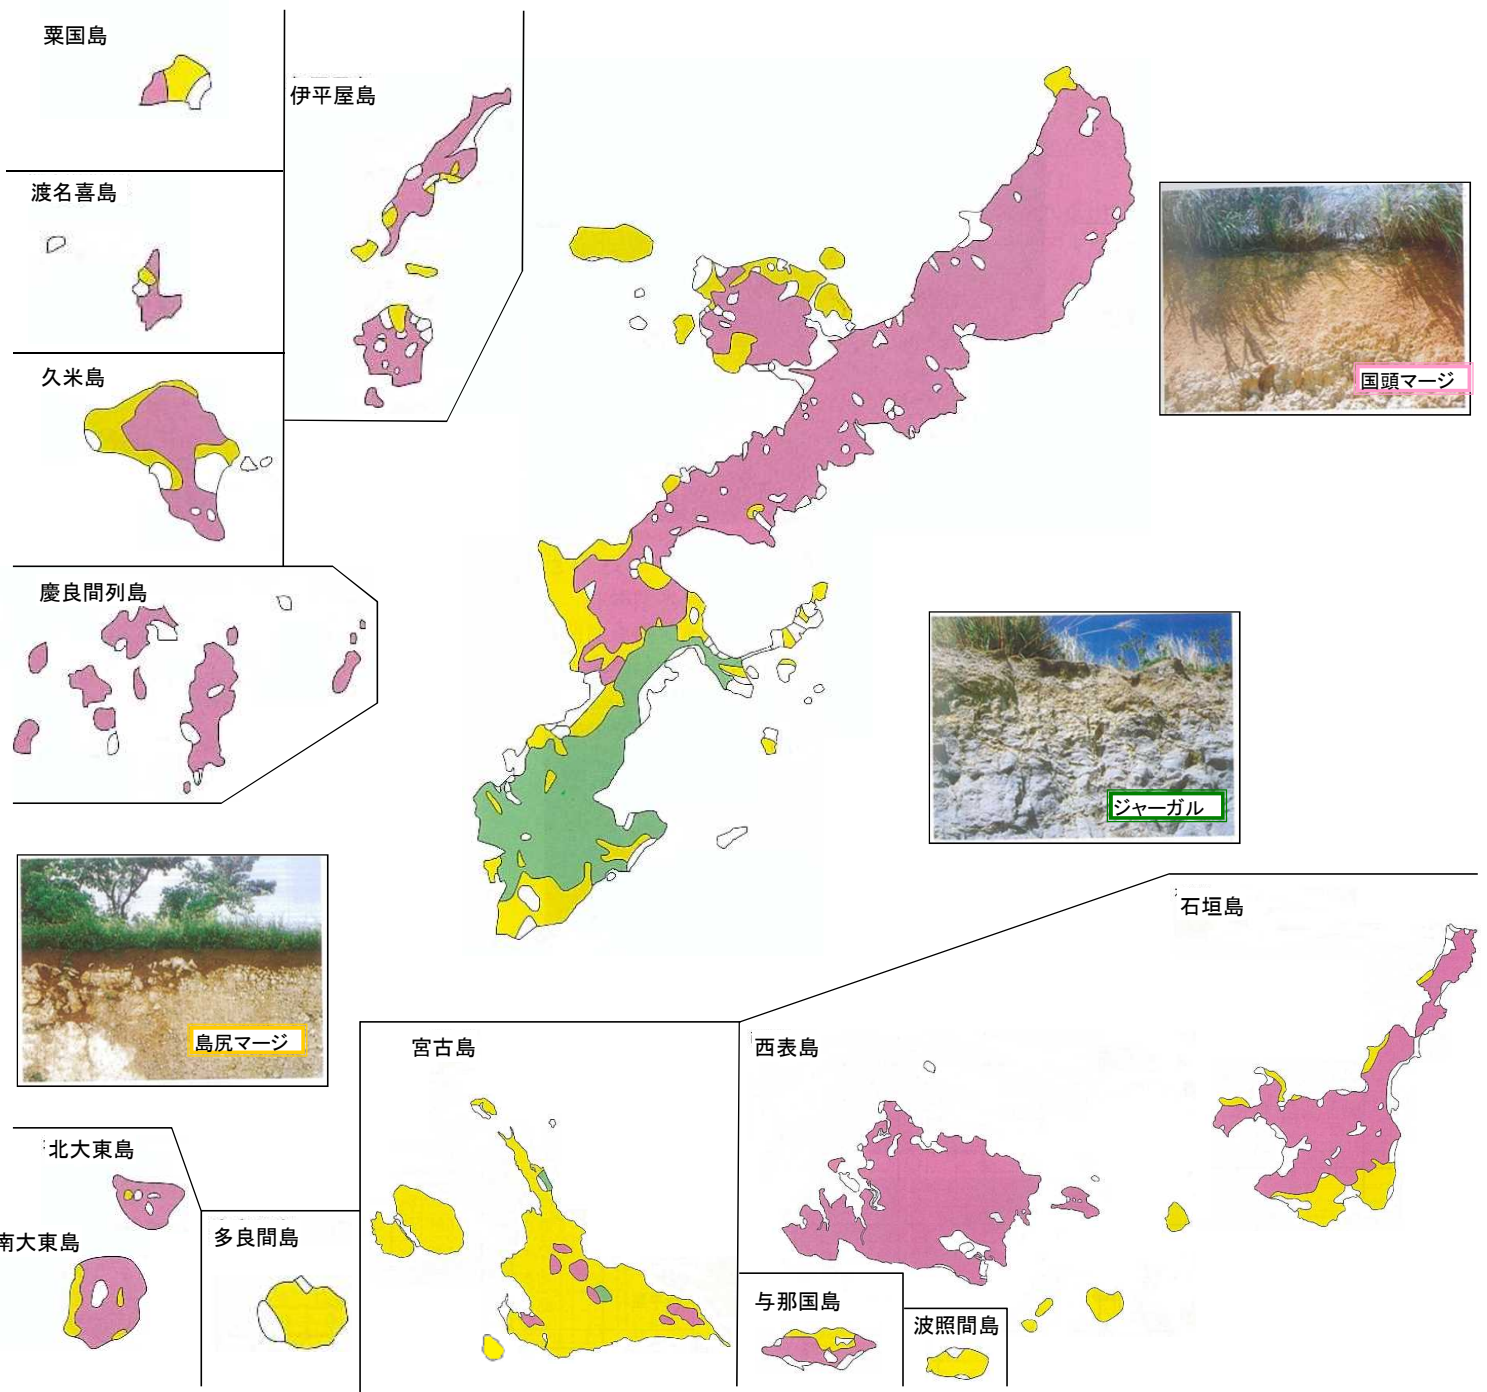 粟国島
伊平屋島
渡名喜島
久米島
国頭マージ
慶良間列島
ジャーガル
島尻マージ
石垣島
宮古島
西表島
北大東島
南大東島
多良間島
与那国島
波照間島